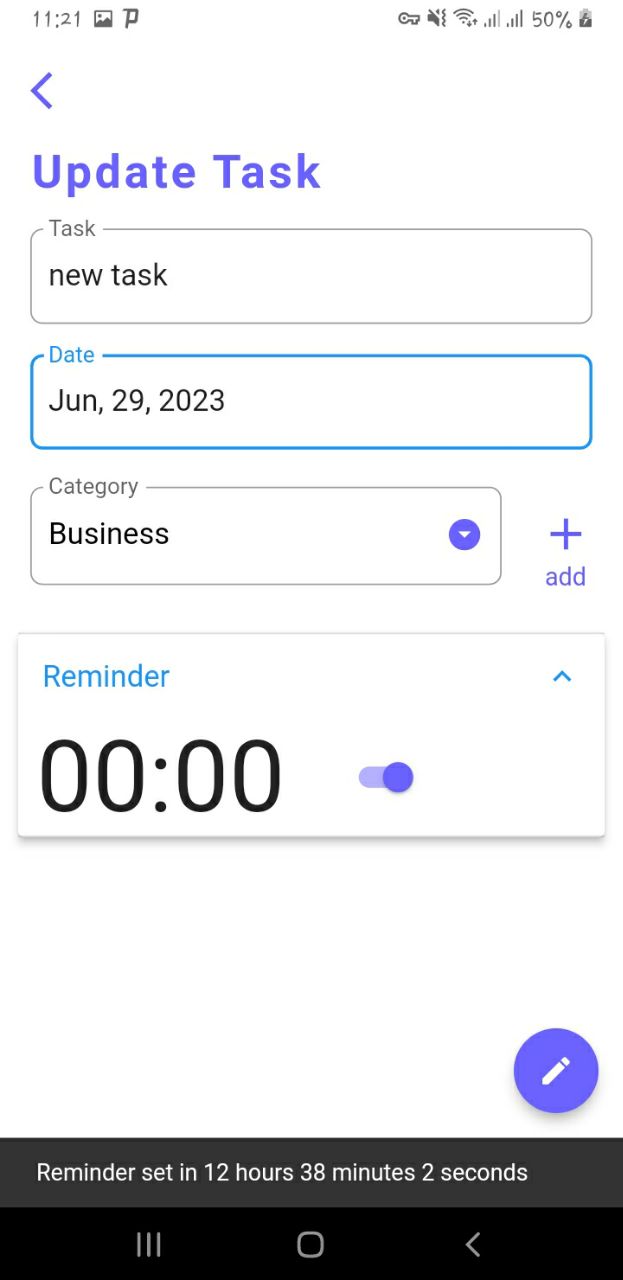 11:21 50%
Update Task
Task
new task
Date
Jun, 29, 2023
Category
Business
add
Reminder
00:00
Reminder set in 12 hours 38 minutes 2 seconds